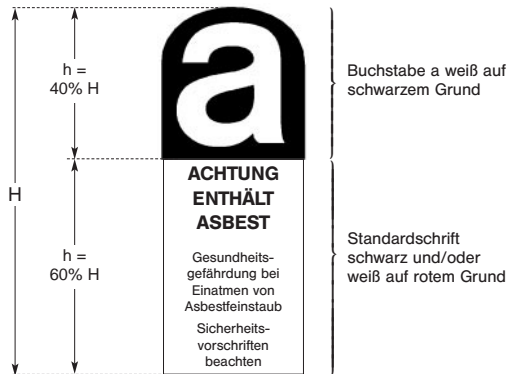 H
h =
40% H
a
Buchstabe a weiß auf
schwarzem Grund
ACHTUNG
ENTHÄLT
ASBEST
Gesundheits-
gefährdung bei
Einatmen von
Asbestfeinstaub
Sicherheits-
vorschriften
beachten
h =
60% H
Standardschrift
schwarz und/oder
weiß auf rotem Grund